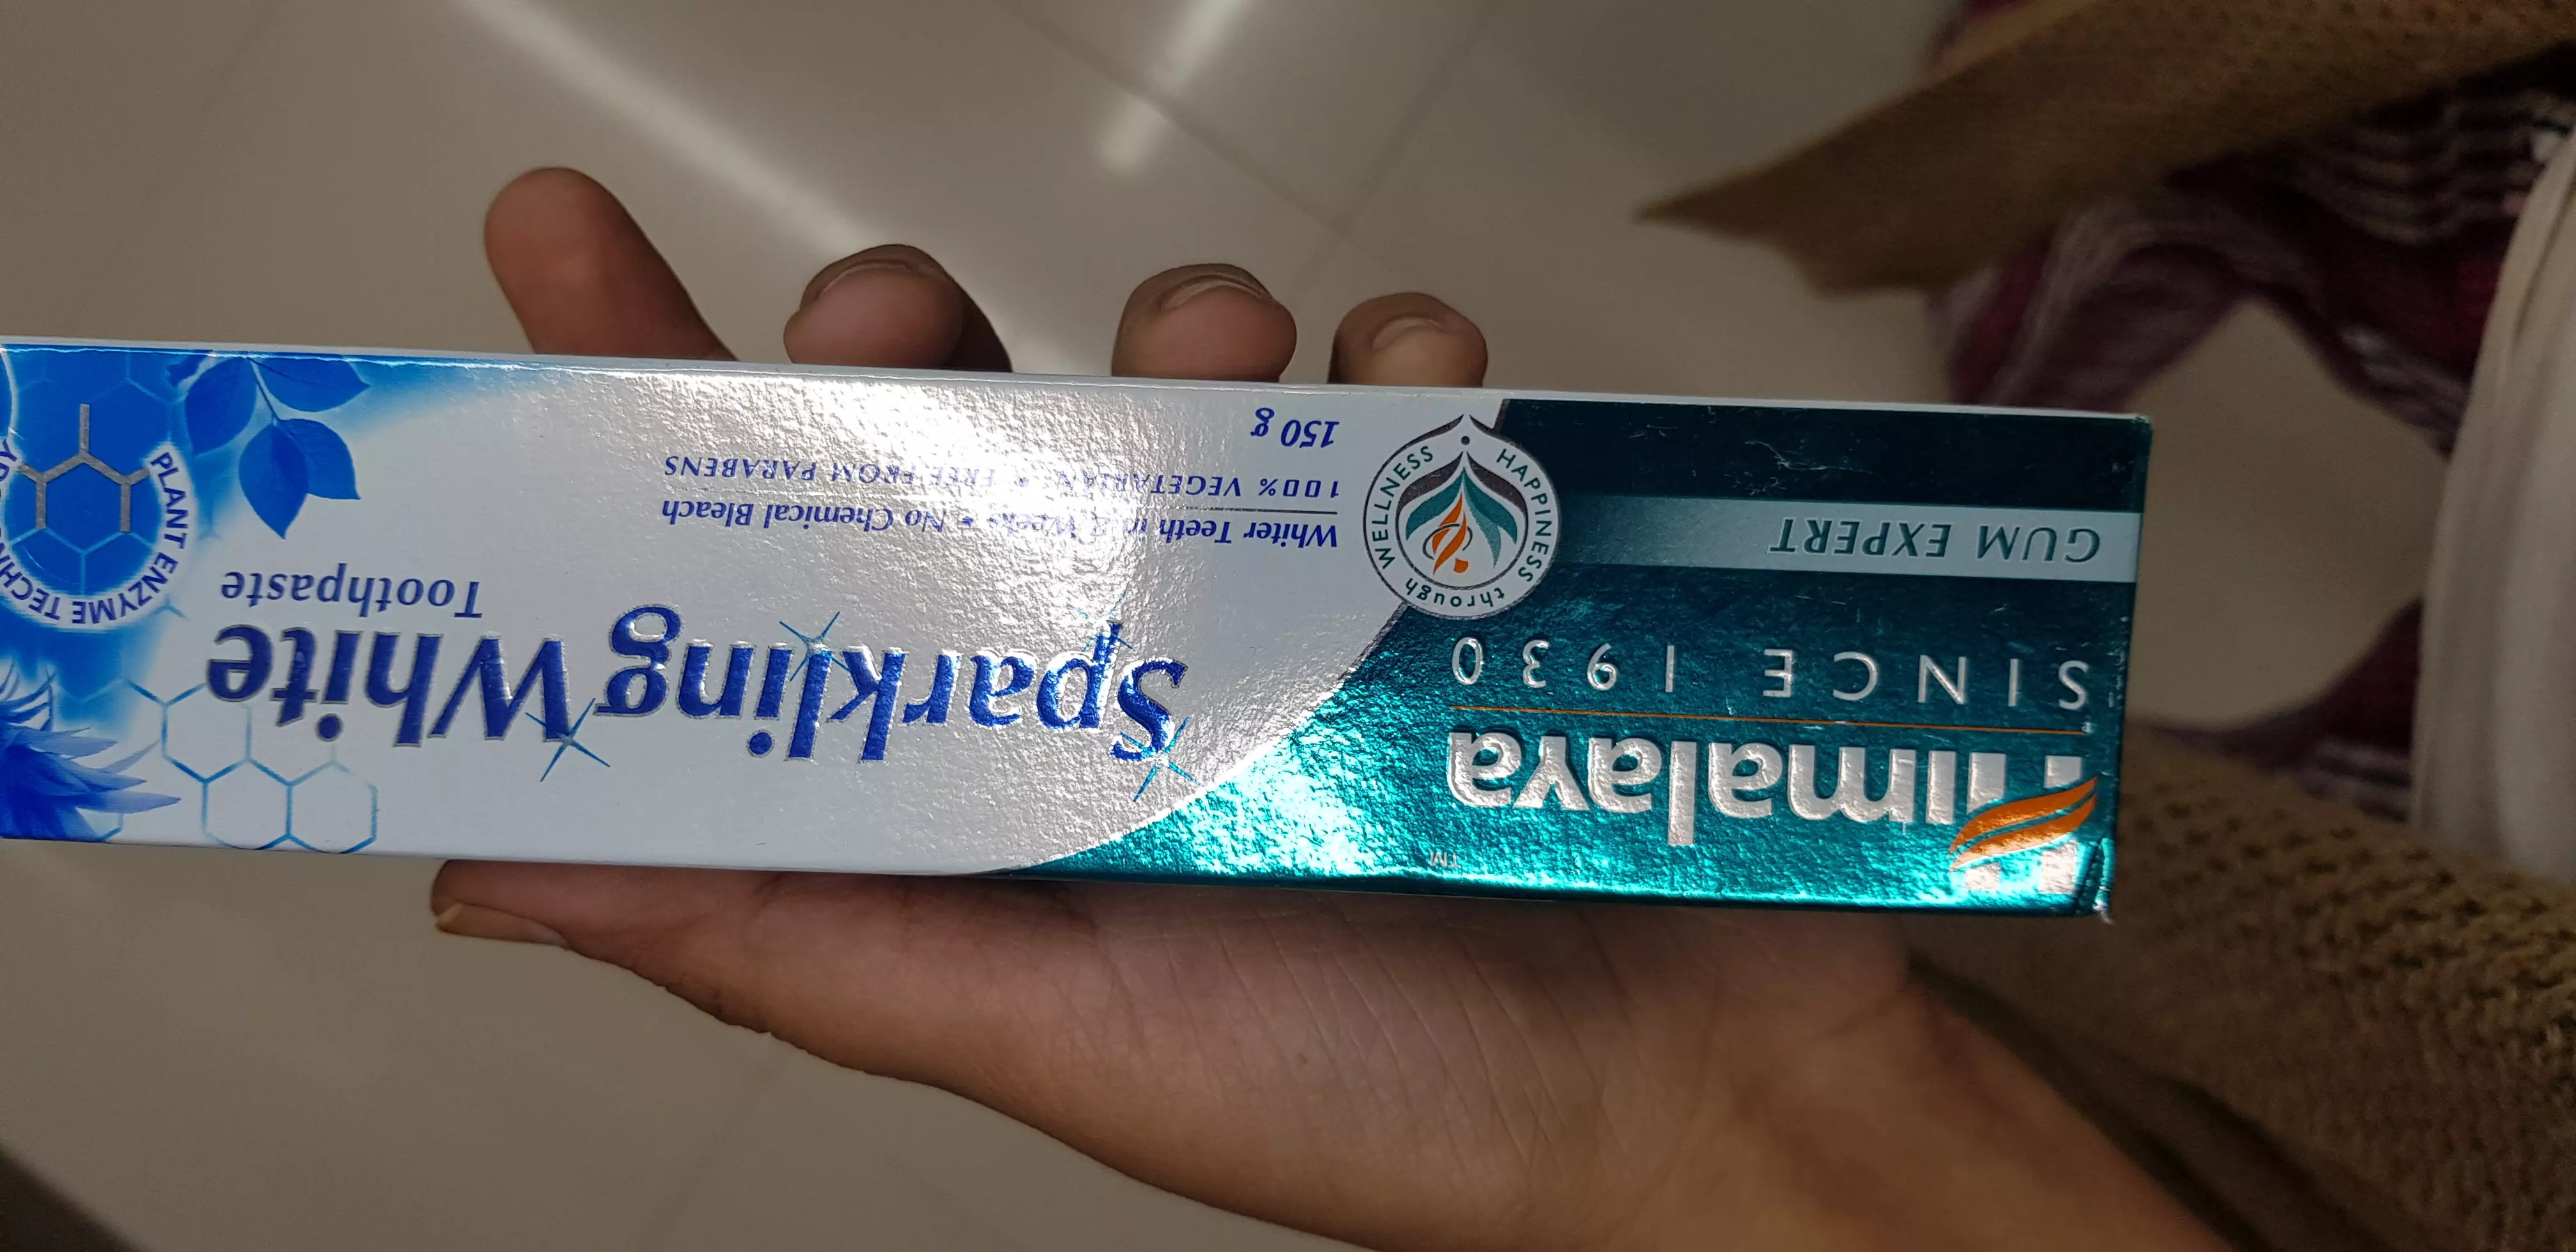 Himalaya
TM
SINCE 1930
GUM EXPERT
HAPPINESS through WELLNESS
Sparkling White
Toothpaste
Whiter Teeth in 2 Weeks • No Chemical Bleach
100% VEGETARIAN • FREE FROM PARABENS
150 g
PLANT ENZYME